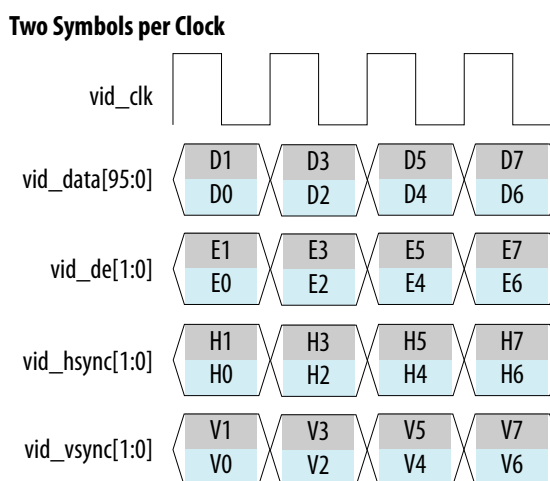 Two Symbols per Clock
vid_clk
vid_data[95:0]
D1 D3 D5 D7
D0 D2 D4 D6
vid_de[1:0]
E1 E3 E5 E7
E0 E2 E4 E6
vid_hsync[1:0]
H1 H3 H5 H7
H0 H2 H4 H6
vid_vsync[1:0]
V1 V3 V5 V7
V0 V2 V4 V6